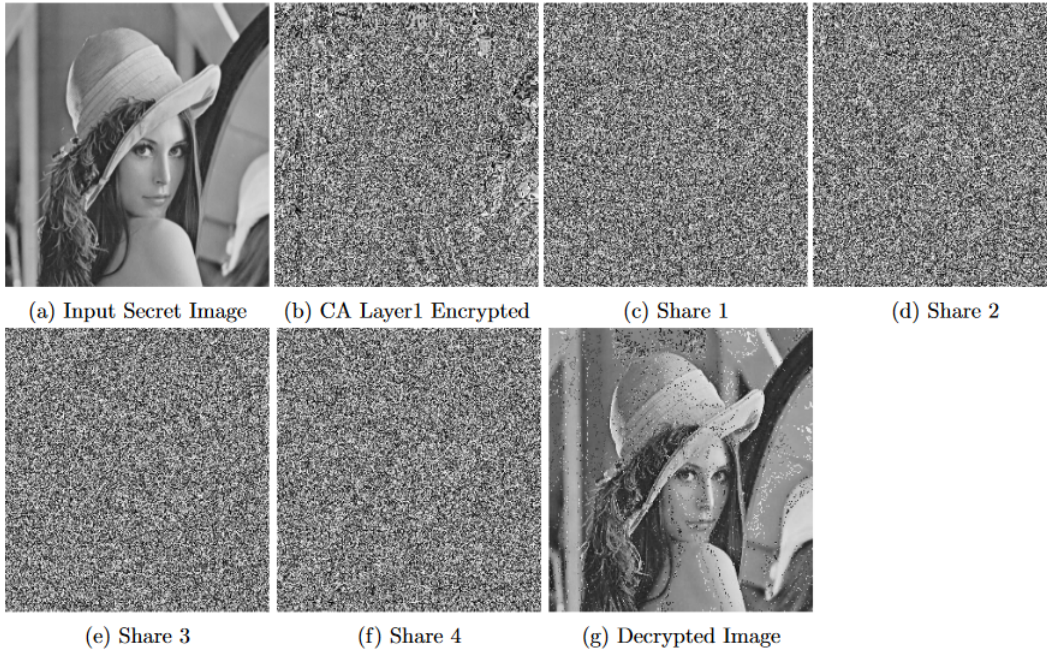 (a) Input Secret Image
(b) CA Layer1 Encrypted
(c) Share 1
(d) Share 2
(e) Share 3
(f) Share 4
(g) Decrypted Image